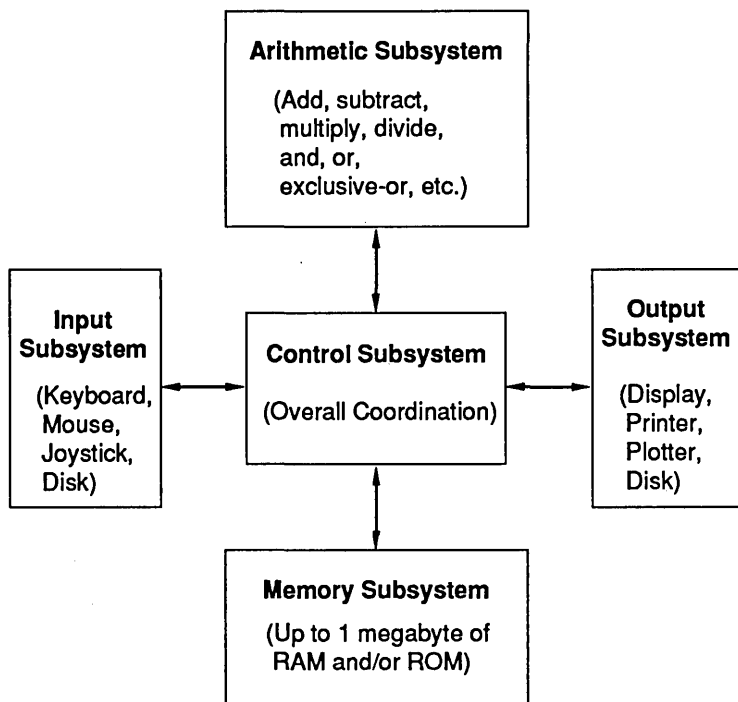 Arithmetic Subsystem
(Add, subtract,
multiply, divide,
and, or,
exclusive-or, etc.)
Input
Subsystem
(Keyboard,
Mouse,
Joystick,
Disk)
Control Subsystem
(Overall Coordination)
Output
Subsystem
(Display,
Printer,
Plotter,
Disk)
Memory Subsystem
(Up to 1 megabyte of
RAM and/or ROM)